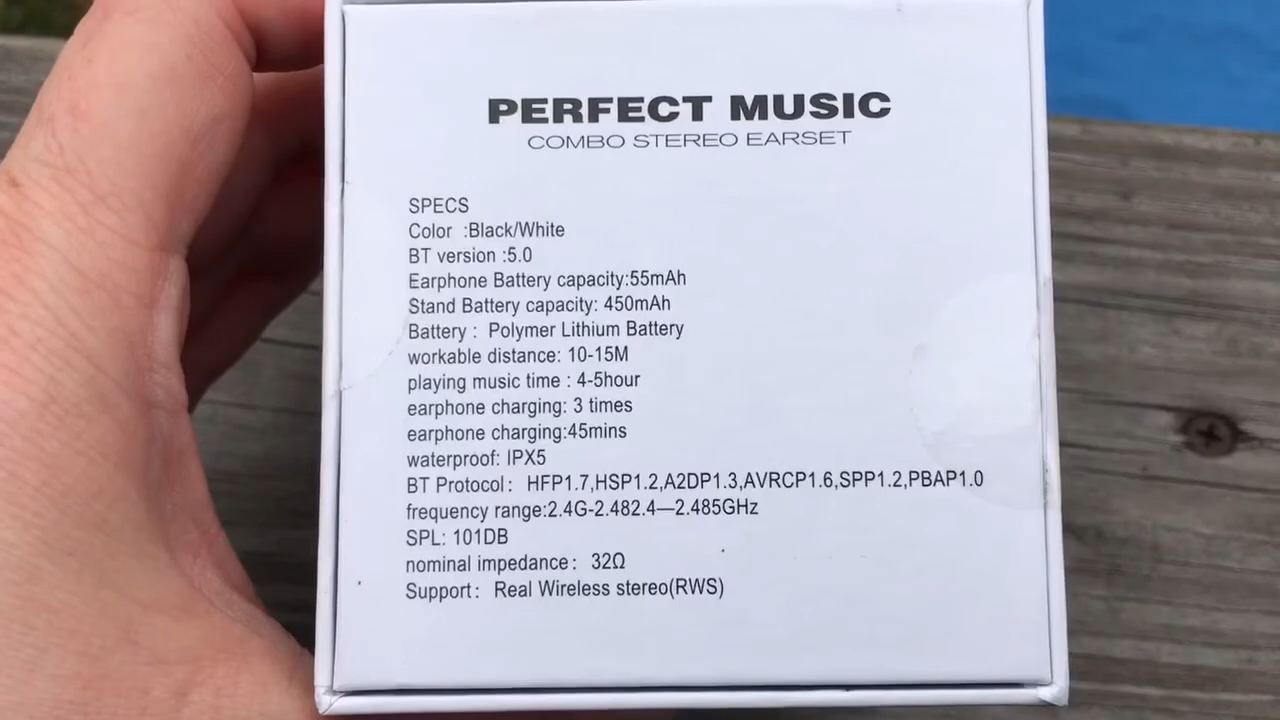 PERFECT MUSIC
COMBO STEREO EARSET
SPECS
Color :Black/White
BT version :5.0
Earphone Battery capacity:55mAh
Stand Battery capacity: 450mAh
Battery : Polymer Lithium Battery
workable distance: 10-15M
playing music time : 4-5hour
earphone charging: 3 times
earphone charging:45mins
waterproof: IPX5
BT Protocol: HFP1.7,HSP1.2,A2DP1.3,AVRCP1.6,SPP1.2,PBAP1.0
frequency range:2.4G-2.482.4—2.485GHz
SPL: 101DB
nominal impedance: 32Ω
Support: Real Wireless stereo(RWS)